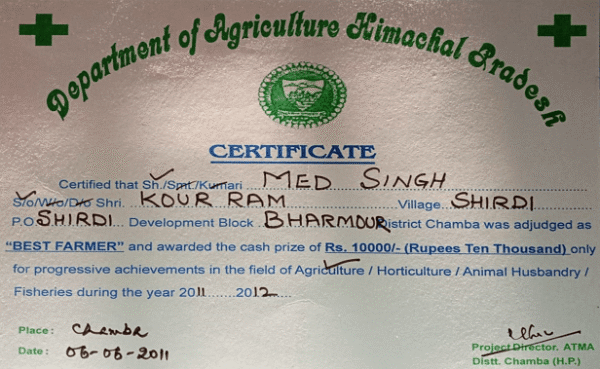 Department of Agriculture Himachal Pradesh
CERTIFICATE
Certified that Sh./Smt./Kumari MED SINGH
S/o/W/o/D/o Shri. KOUR RAM Village SHIRDI
P.O. SHIRDI Development Block BHARMOUR District Chamba was adjudged as
"BEST FARMER" and awarded the cash prize of Rs. 10000/- (Rupees Ten Thousand) only
for progressive achievements in the field of Agriculture / Horticulture / Animal Husbandry /
Fisheries during the year 2011........2012....
Place : Chamba
Date : 06-06-2011
Project Director. ATMA
Distt. Chamba (H.P.)